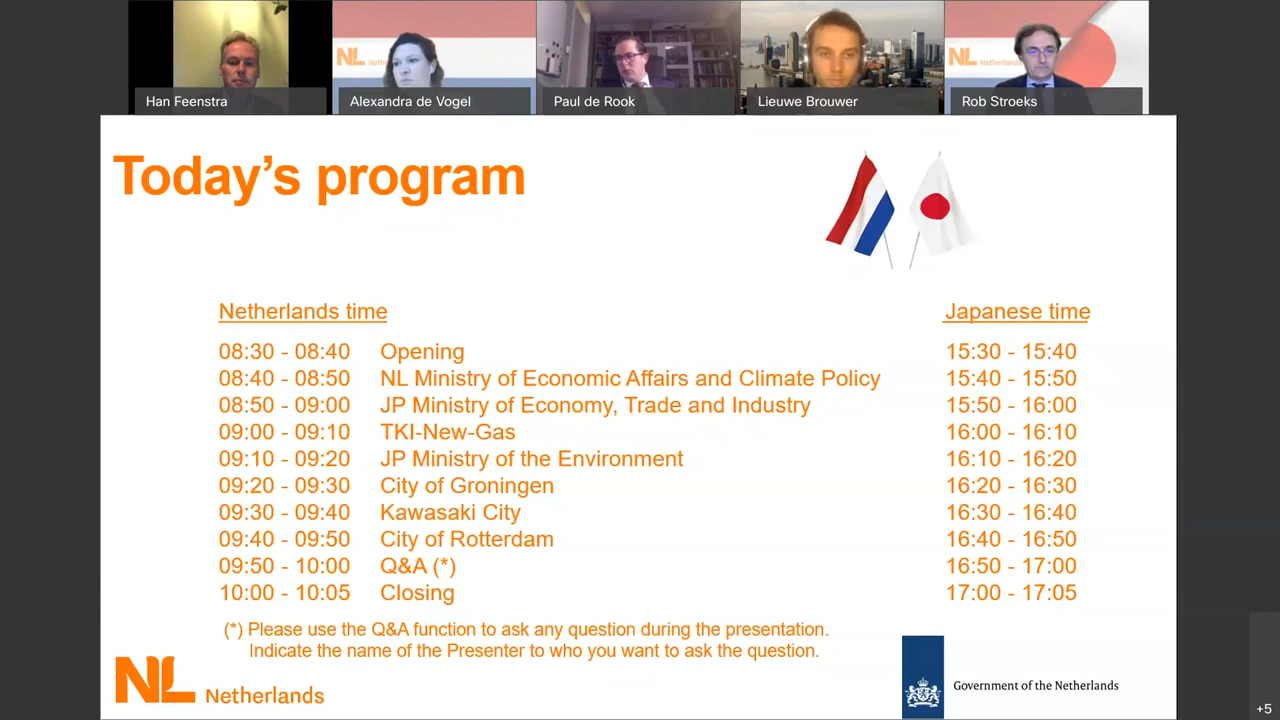 Han Feenstra
Alexandra de Vogel
Paul de Rook
Lieuwe Brouwer
Rob Stroeks
NL
NL Netherlands
Today's program
Netherlands time
Japanese time
08:30 - 08:40 Opening 15:30 - 15:40
08:40 - 08:50 NL Ministry of Economic Affairs and Climate Policy 15:40 - 15:50
08:50 - 09:00 JP Ministry of Economy, Trade and Industry 15:50 - 16:00
09:00 - 09:10 TKI-New-Gas 16:00 - 16:10
09:10 - 09:20 JP Ministry of the Environment 16:10 - 16:20
09:20 - 09:30 City of Groningen 16:20 - 16:30
09:30 - 09:40 Kawasaki City 16:30 - 16:40
09:40 - 09:50 City of Rotterdam 16:40 - 16:50
09:50 - 10:00 Q&A (*) 16:50 - 17:00
10:00 - 10:05 Closing 17:00 - 17:05
(*) Please use the Q&A function to ask any question during the presentation.
Indicate the name of the Presenter to who you want to ask the question.
NL Netherlands
Government of the Netherlands
+5